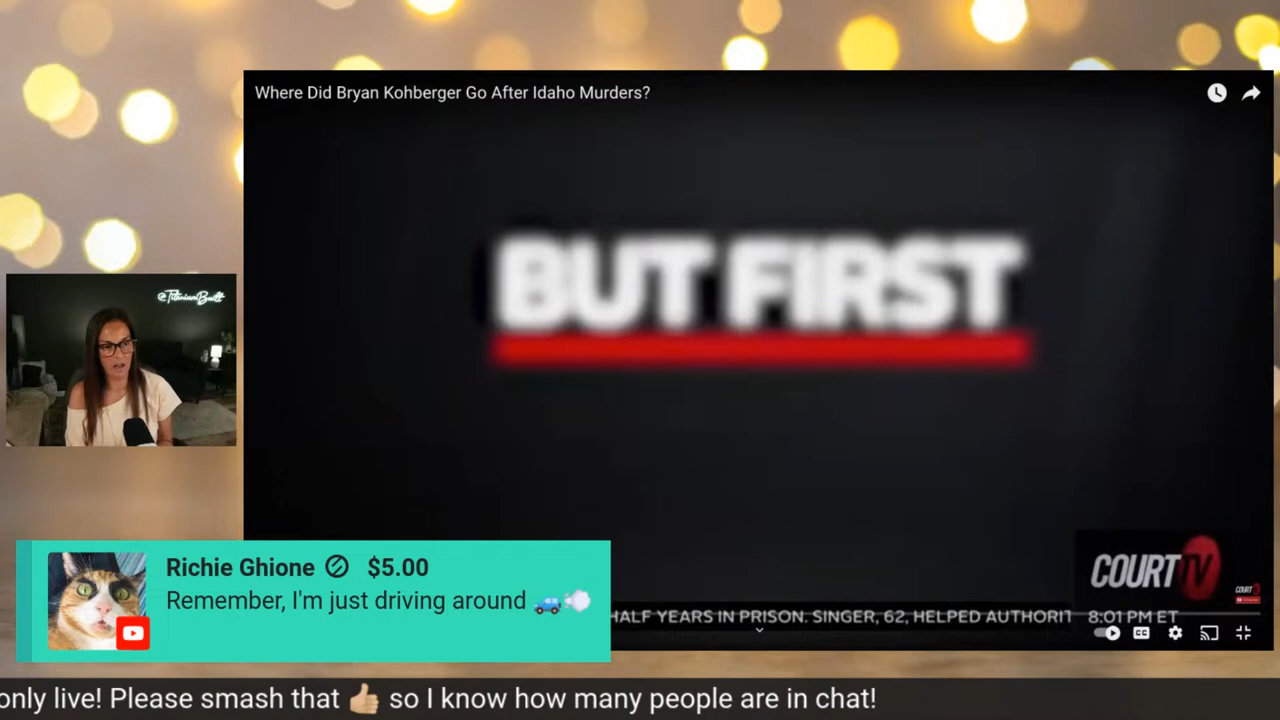 Where Did Bryan Kohberger Go After Idaho Murders?
BUT FIRST
@TitaniumBuilt
COURT TV
Richie Ghione $5.00
Remember, I'm just driving around 🚙💨
HALF YEARS IN PRISON. SINGER, 62, HELPED AUTHORIT 8:01 PM ET
CC
only live! Please smash that 👍🏼 so I know how many people are in chat!